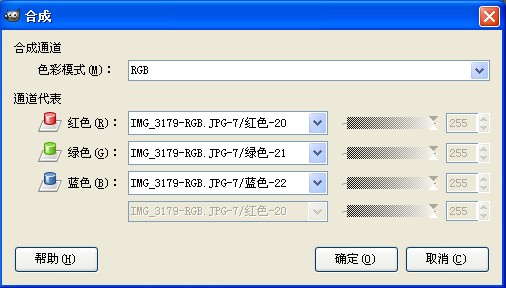 合成
合成通道
色彩模式(M)： RGB
通道代表
红色(R)： IMG_3179-RGB.JPG-7/红色-20 255
绿色(G)： IMG_3179-RGB.JPG-7/绿色-21 255
蓝色(B)： IMG_3179-RGB.JPG-7/蓝色-22 255
IMG_3179-RGB.JPG-7/红色-20 255
帮助(H) 确定(O) 取消(C)